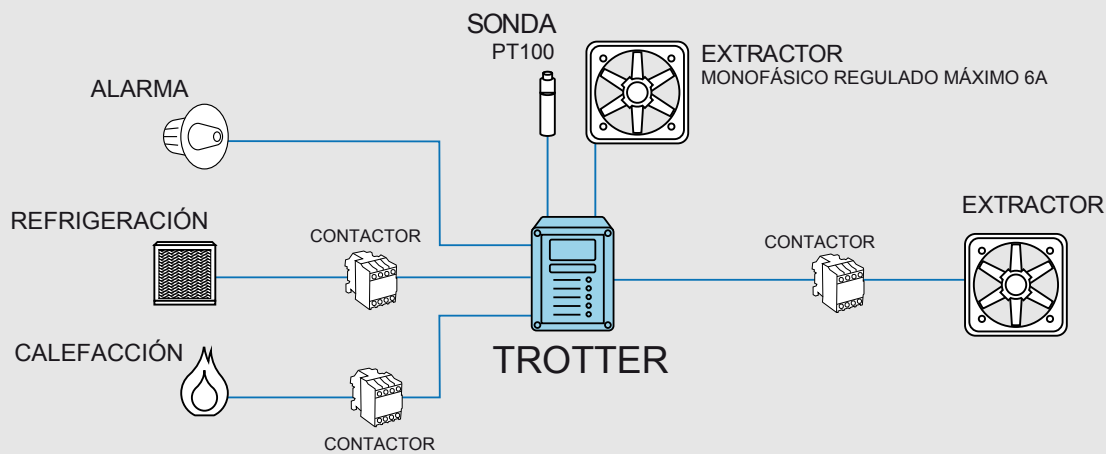 SONDA
PT100
EXTRACTOR
MONOFÁSICO REGULADO MÁXIMO 6A
ALARMA
REFRIGERACIÓN
CONTACTOR
CONTACTOR
EXTRACTOR
CALEFACCIÓN
TROTTER
CONTACTOR